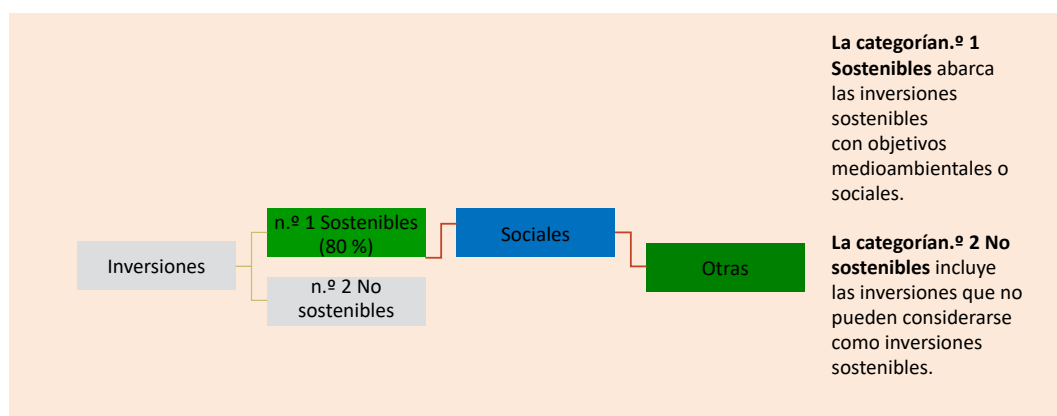 Inversiones
n.º 1 Sostenibles
(80 %)
n.º 2 No
sostenibles
Sociales
Otras
La categorían.º 1
Sostenibles abarca
las inversiones
sostenibles
con objetivos
medioambientales o
sociales.
La categorían.º 2 No
sostenibles incluye
las inversiones que no
pueden considerarse
como inversiones
sostenibles.